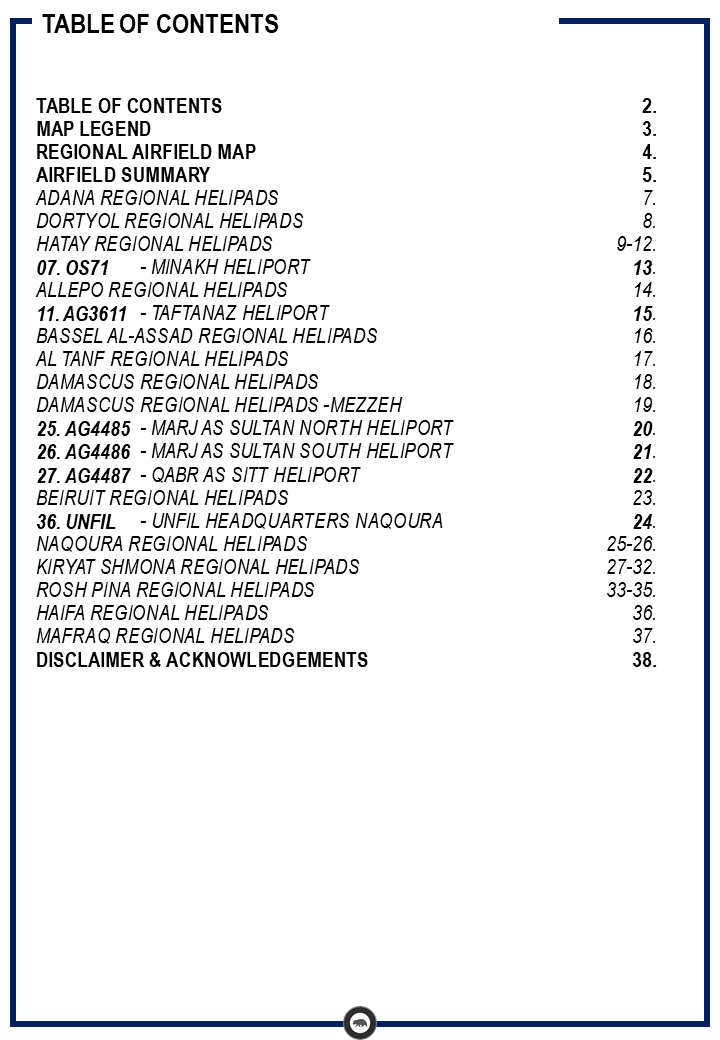 TABLE OF CONTENTS
TABLE OF CONTENTS 2.
MAP LEGEND 3.
REGIONAL AIRFIELD MAP 4.
AIRFIELD SUMMARY 5.
ADANA REGIONAL HELIPADS 7.
DORTYOL REGIONAL HELIPADS 8.
HATAY REGIONAL HELIPADS 9-12.
07. OS71 - MINAKH HELIPORT 13.
ALLEPO REGIONAL HELIPADS 14.
11. AG3611 - TAFTANAZ HELIPORT 15.
BASSEL AL-ASSAD REGIONAL HELIPADS 16.
AL TANF REGIONAL HELIPADS 17.
DAMASCUS REGIONAL HELIPADS 18.
DAMASCUS REGIONAL HELIPADS -MEZZEH 19.
25. AG4485 - MARJ AS SULTAN NORTH HELIPORT 20.
26. AG4486 - MARJ AS SULTAN SOUTH HELIPORT 21.
27. AG4487 - QABR AS SITT HELIPORT 22.
BEIRUIT REGIONAL HELIPADS 23.
36. UNFIL - UNFIL HEADQUARTERS NAQOURA 24.
NAQOURA REGIONAL HELIPADS 25-26.
KIRYAT SHMONA REGIONAL HELIPADS 27-32.
ROSH PINA REGIONAL HELIPADS 33-35.
HAIFA REGIONAL HELIPADS 36.
MAFRAQ REGIONAL HELIPADS 37.
DISCLAIMER & ACKNOWLEDGEMENTS 38.